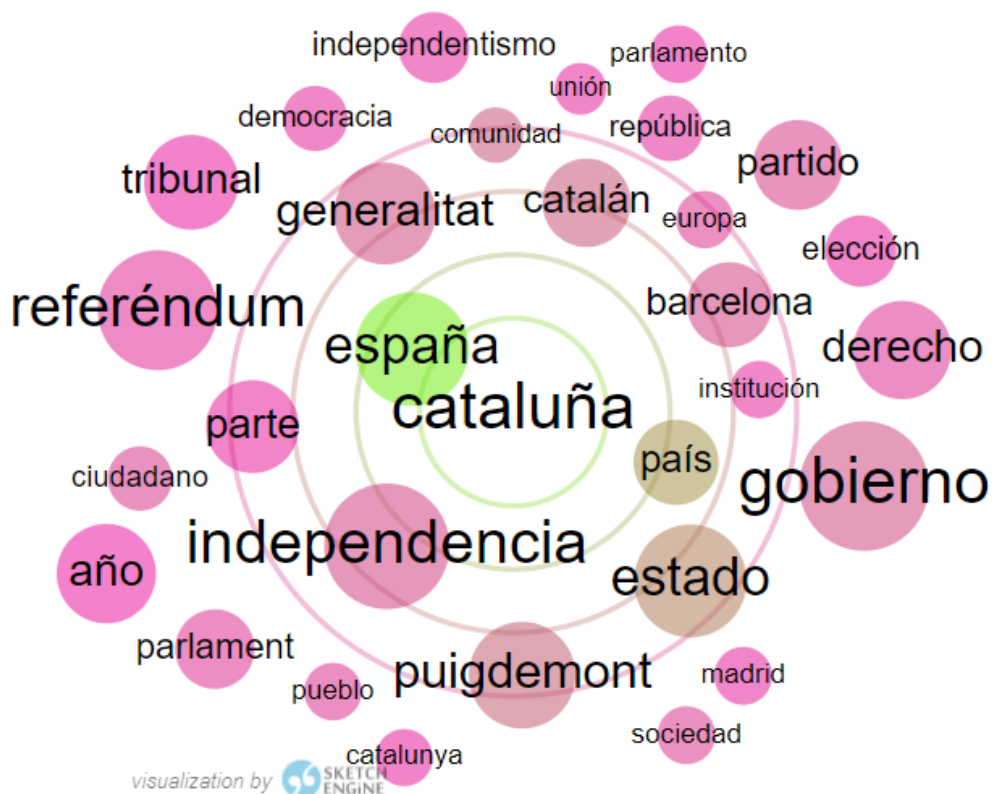 independentismo
parlamento
unión
democracia
comunidad
república
tribunal
partido
generalitat
catalán
europa
elección
referéndum
barcelona
españa
derecho
cataluña
institución
parte
país
ciudadano
gobierno
independencia
año
estado
parlament
puigdemont
madrid
pueblo
sociedad
catalunya
visualization by SKETCH
ENGINE